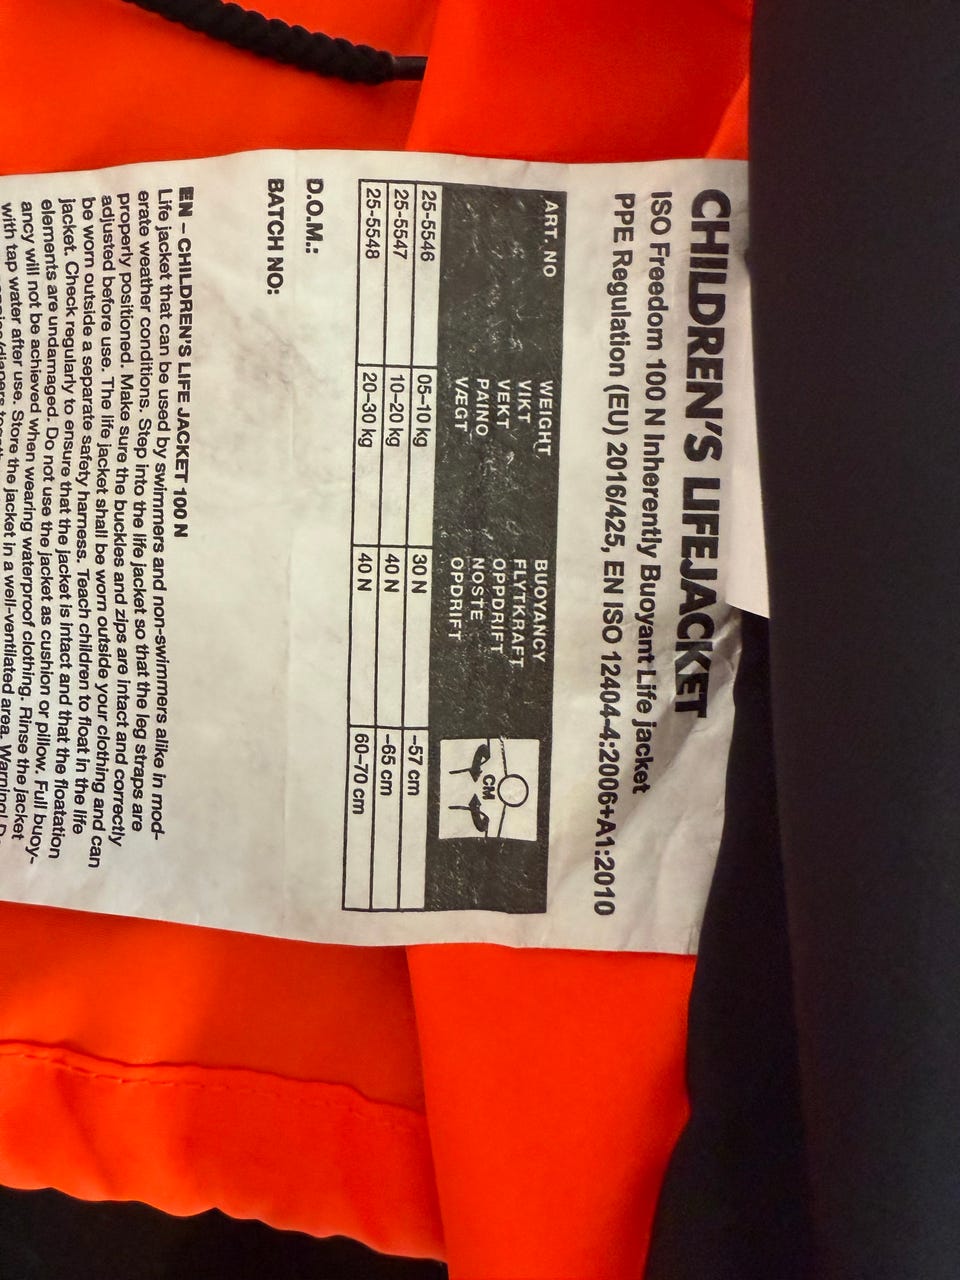 CHILDREN'S LIFEJACKET
ISO Freedom 100 N Inherently Buoyant Life jacket
PPE Regulation (EU) 2016/425, EN ISO 12404-4:2006+A1:2010
ART. NO WEIGHT BUOYANCY
VIKT FLYTKRAFT
VEKT OPPDRIFT
PAINO NOSTE
VÆGT OPDRIFT
CM
25-5546 05–10 kg 30 N –57 cm
25-5547 10–20 kg 40 N –65 cm
25-5548 20–30 kg 40 N 60–70 cm
D.O.M.:
BATCH NO:
EN – CHILDREN'S LIFE JACKET 100 N
Life jacket that can be used by swimmers and non-swimmers alike in mod-
erate weather conditions. Step into the life jacket so that the leg straps are
properly positioned. Make sure the buckles and zips are intact and correctly
adjusted before use. The life jacket shall be worn outside your clothing and can
be worn outside a separate safety harness. Teach children to float in the life
jacket. Check regularly to ensure that the jacket is intact and that the floatation
elements are undamaged. Do not use the jacket as cushion or pillow. Full buoy-
ancy will not be achieved when wearing waterproof clothing. Rinse the jacket
with tap water after use. Store the jacket in a well-ventilated area. Warning!